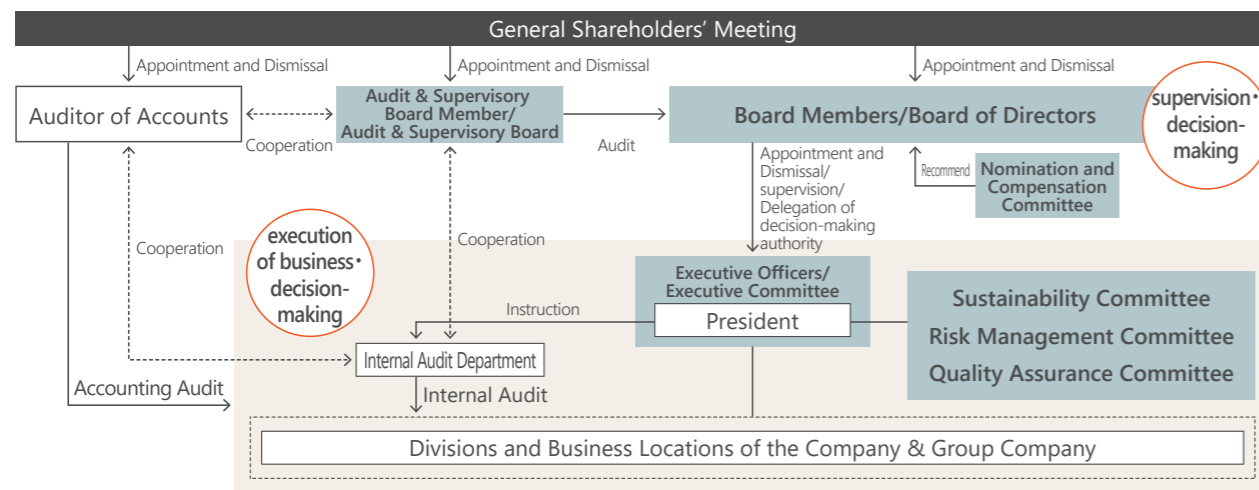 General Shareholders' Meeting
Appointment and Dismissal
Appointment and Dismissal
Appointment and Dismissal
Auditor of Accounts
Cooperation
Audit & Supervisory
Board Member/
Audit & Supervisory Board
Audit
Board Members/Board of Directors
supervision・
decision-
making
Appointment and
Dismissal/
supervision/
Delegation of
decision-making
authority
Recommend
Nomination and
Compensation
Committee
Cooperation
execution
of business・
decision-
making
Cooperation
Executive Officers/
Executive Committee
President
Instruction
Sustainability Committee
Risk Management Committee
Quality Assurance Committee
Internal Audit Department
Accounting Audit
Internal Audit
Divisions and Business Locations of the Company & Group Company